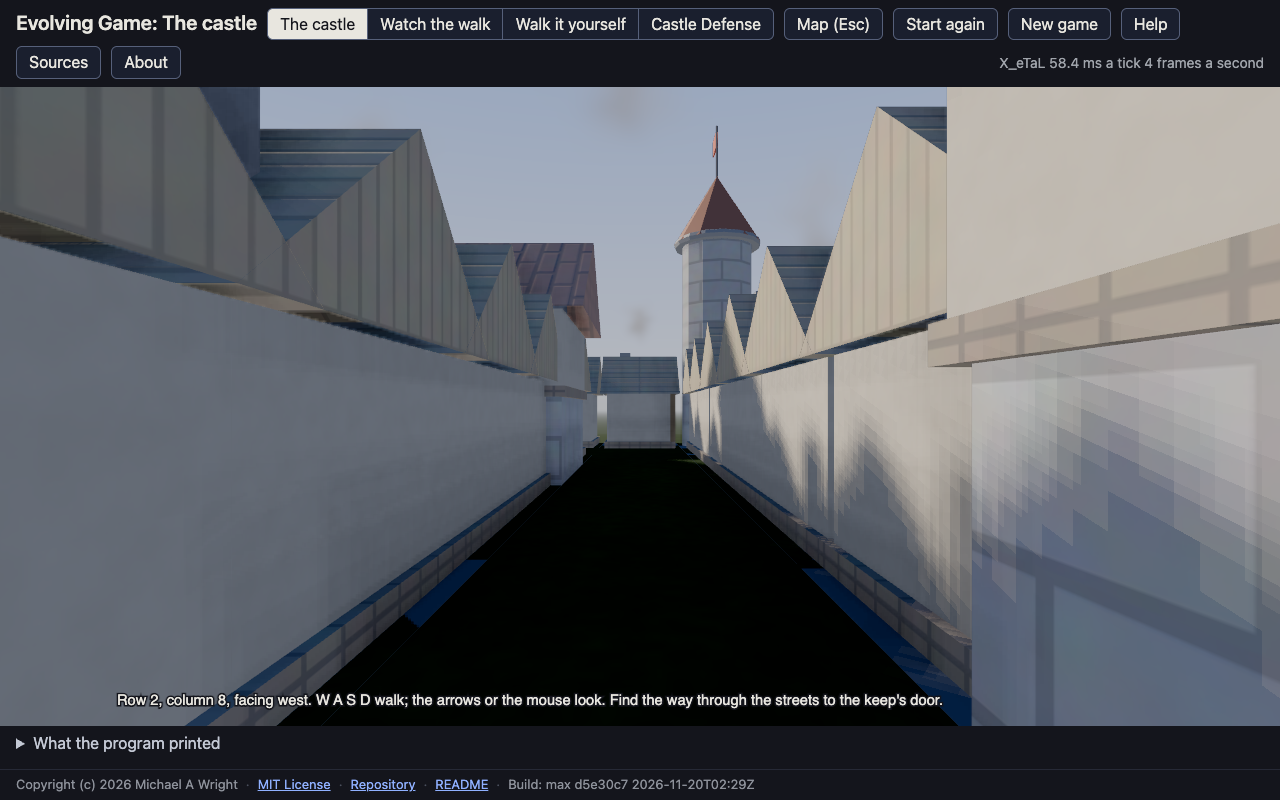 Evolving Game: The castle
The castle
Watch the walk
Walk it yourself
Castle Defense
Map (Esc)
Start again
New game
Help
Sources
About
X_eTaL 58.4 ms a tick 4 frames a second
Row 2, column 8, facing west. W A S D walk; the arrows or the mouse look. Find the way through the streets to the keep's door.
What the program printed
Copyright (c) 2026 Michael A Wright · MIT License · Repository · README · Build: max d5e30c7 2026-11-20T02:29Z